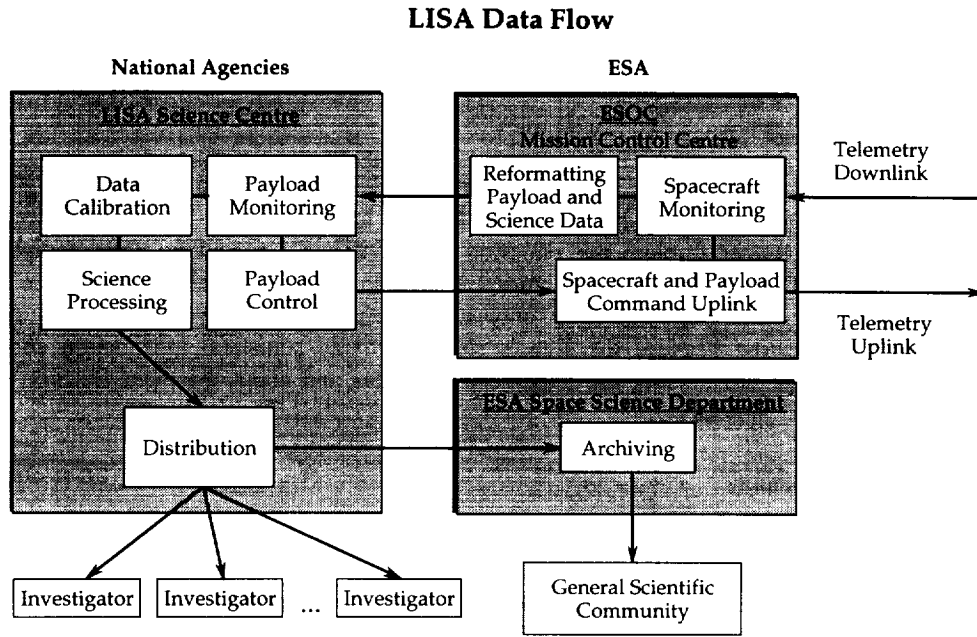 LISA Data Flow
National Agencies
ESA
LISA Science Centre
Data
Calibration
Payload
Monitoring
Science
Processing
Payload
Control
Distribution
Investigator
Investigator
...
Investigator
ESOC
Mission Control Centre
Reformatting
Payload and
Science Data
Spacecraft
Monitoring
Spacecraft and Payload
Command Uplink
Telemetry
Downlink
Telemetry
Uplink
ESA Space Science Department
Archiving
General Scientific
Community